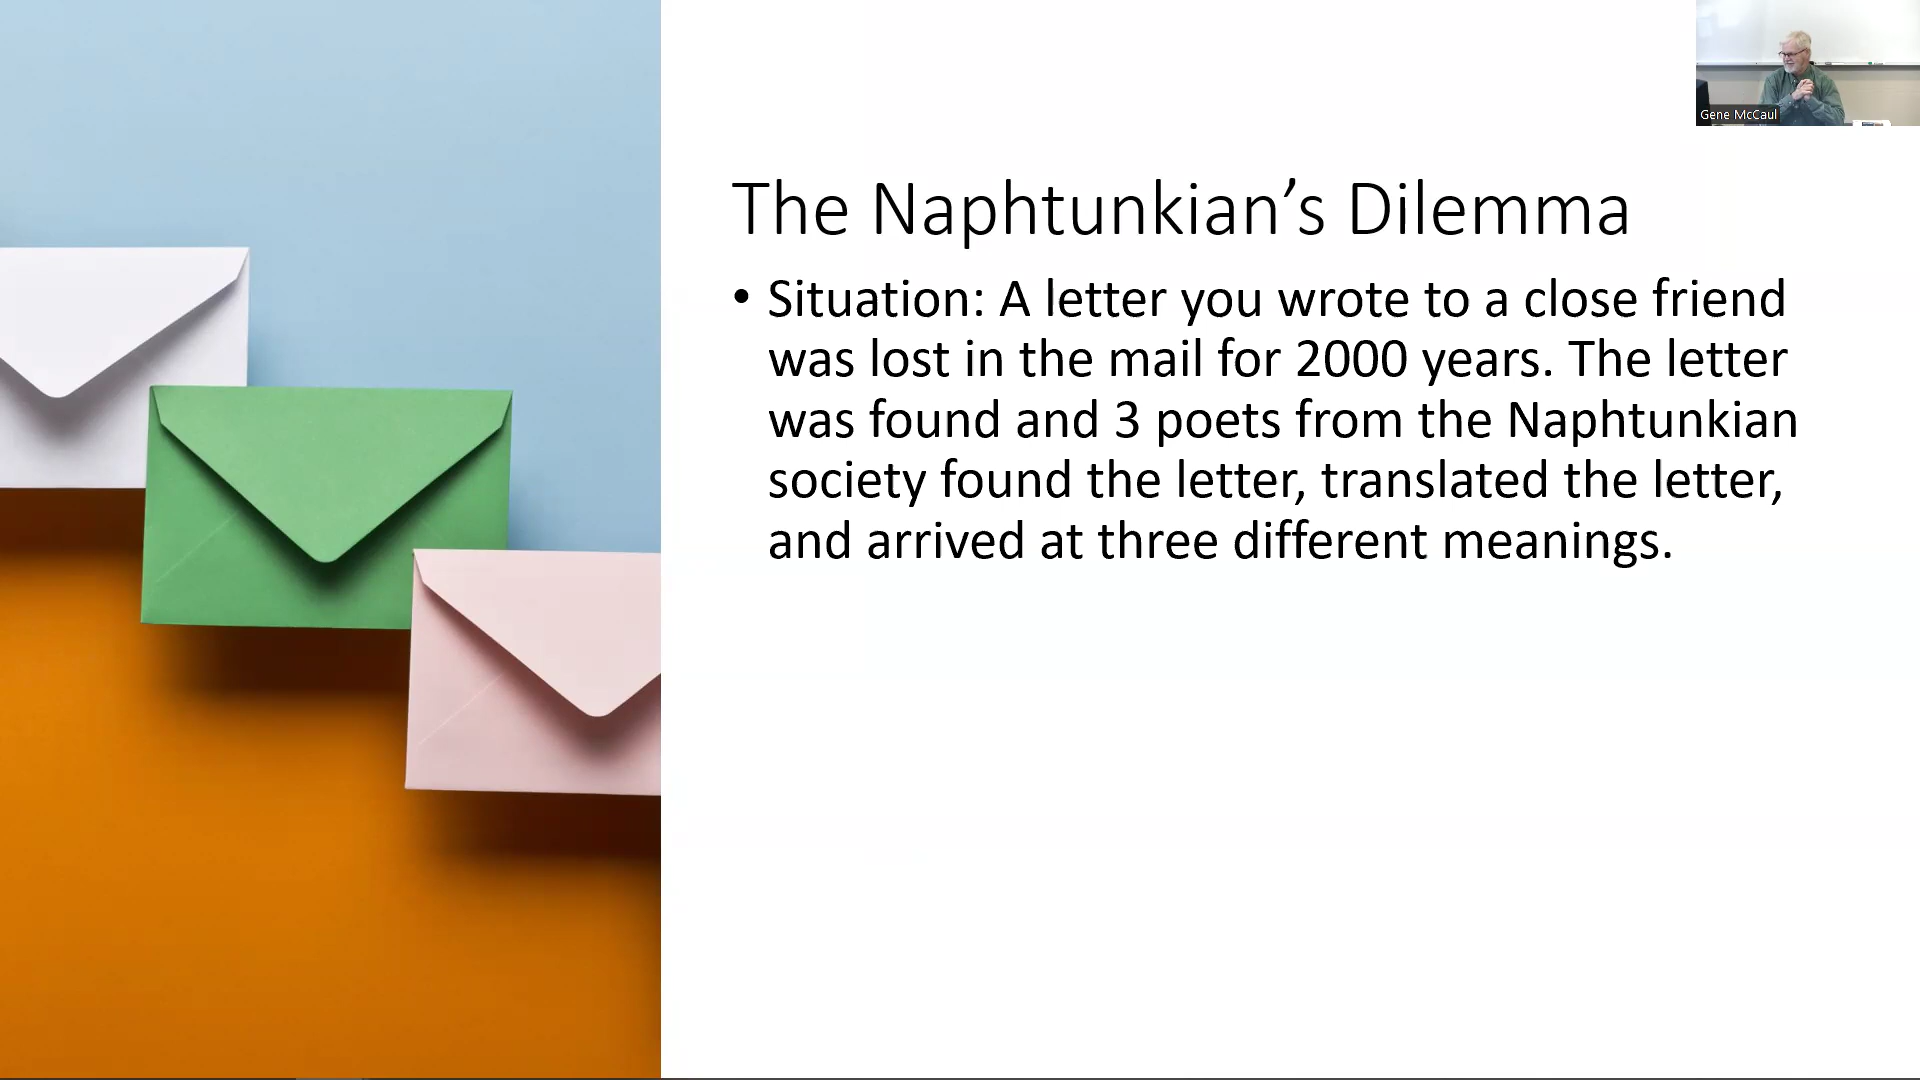 Gene McCaul
The Naphtunkian’s Dilemma
• Situation: A letter you wrote to a close friend
was lost in the mail for 2000 years. The letter
was found and 3 poets from the Naphtunkian
society found the letter, translated the letter,
and arrived at three different meanings.